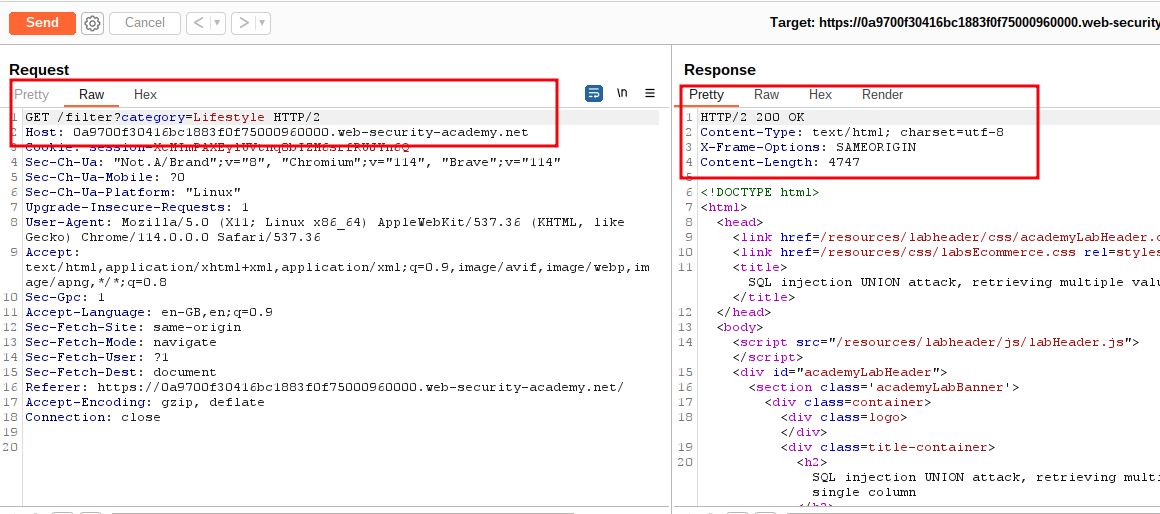 Send
Cancel
Target: https://0a9700f30416bc1883f0f75000960000.web-security
Request
Pretty Raw Hex
\n
1 GET /filter?category=Lifestyle HTTP/2
2 Host: 0a9700f30416bc1883f0f75000960000.web-security-academy.net
3 Cookie:
4 Sec-Ch-Ua: "Not.A/Brand";v="8", "Chromium";v="114", "Brave";v="114"
5 Sec-Ch-Ua-Mobile: ?0
6 Sec-Ch-Ua-Platform: "Linux"
7 Upgrade-Insecure-Requests: 1
8 User-Agent: Mozilla/5.0 (X11; Linux x86_64) AppleWebKit/537.36 (KHTML, like
Gecko) Chrome/114.0.0.0 Safari/537.36
9 Accept:
text/html,application/xhtml+xml,application/xml;q=0.9,image/avif,image/webp,im
age/apng,*/*;q=0.8
10 Sec-Gpc: 1
11 Accept-Language: en-GB,en;q=0.9
12 Sec-Fetch-Site: same-origin
13 Sec-Fetch-Mode: navigate
14 Sec-Fetch-User: ?1
15 Sec-Fetch-Dest: document
16 Referer: https://0a9700f30416bc1883f0f75000960000.web-security-academy.net/
17 Accept-Encoding: gzip, deflate
18 Connection: close
19
20
Response
Pretty Raw Hex Render
1 HTTP/2 200 OK
2 Content-Type: text/html; charset=utf-8
3 X-Frame-Options: SAMEORIGIN
4 Content-Length: 4747
5
6 <!DOCTYPE html>
7 <html>
8 <head>
9 <link href=/resources/labheader/css/academyLabHeader.c
10 <link href=/resources/css/labsEcommerce.css rel=styles
11 <title>
SQL injection UNION attack, retrieving multiple valu
</title>
12 </head>
13 <body>
14 <script src="/resources/labheader/js/labHeader.js">
</script>
15 <div id="academyLabHeader">
16 <section class='academyLabBanner'>
17 <div class=container>
18 <div class=logo>
</div>
19 <div class=title-container>
20 <h2>
SQL injection UNION attack, retrieving multi
single column
</h2>